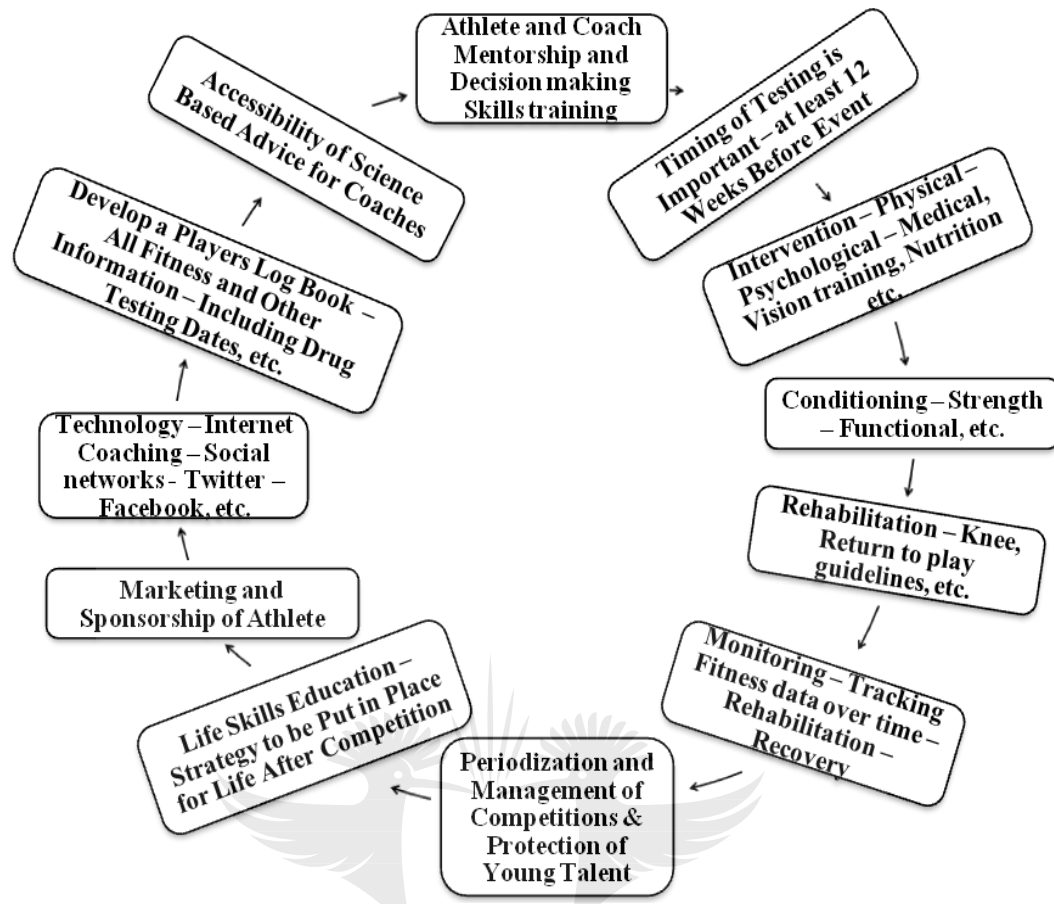 Athlete and Coach
Mentorship and
Decision making
Skills training
Timing of Testing is
Important – at least 12
Weeks Before Event
Intervention – Physical –
Psychological – Medical,
Vision training, Nutrition
etc.
Conditioning – Strength
– Functional, etc.
Rehabilitation – Knee,
Return to play
guidelines, etc.
Monitoring – Tracking
Fitness data over time –
Rehabilitation –
Recovery
Periodization and
Management of
Competitions &
Protection of
Young Talent
Life Skills Education –
Strategy to be Put in Place
for Life After Competition
Marketing and
Sponsorship of Athlete
Technology – Internet
Coaching – Social
networks - Twitter –
Facebook, etc.
Develop a Players Log Book –
All Fitness and Other
Information – Including Drug
Testing Dates, etc.
Accessibility of Science
Based Advice for Coaches